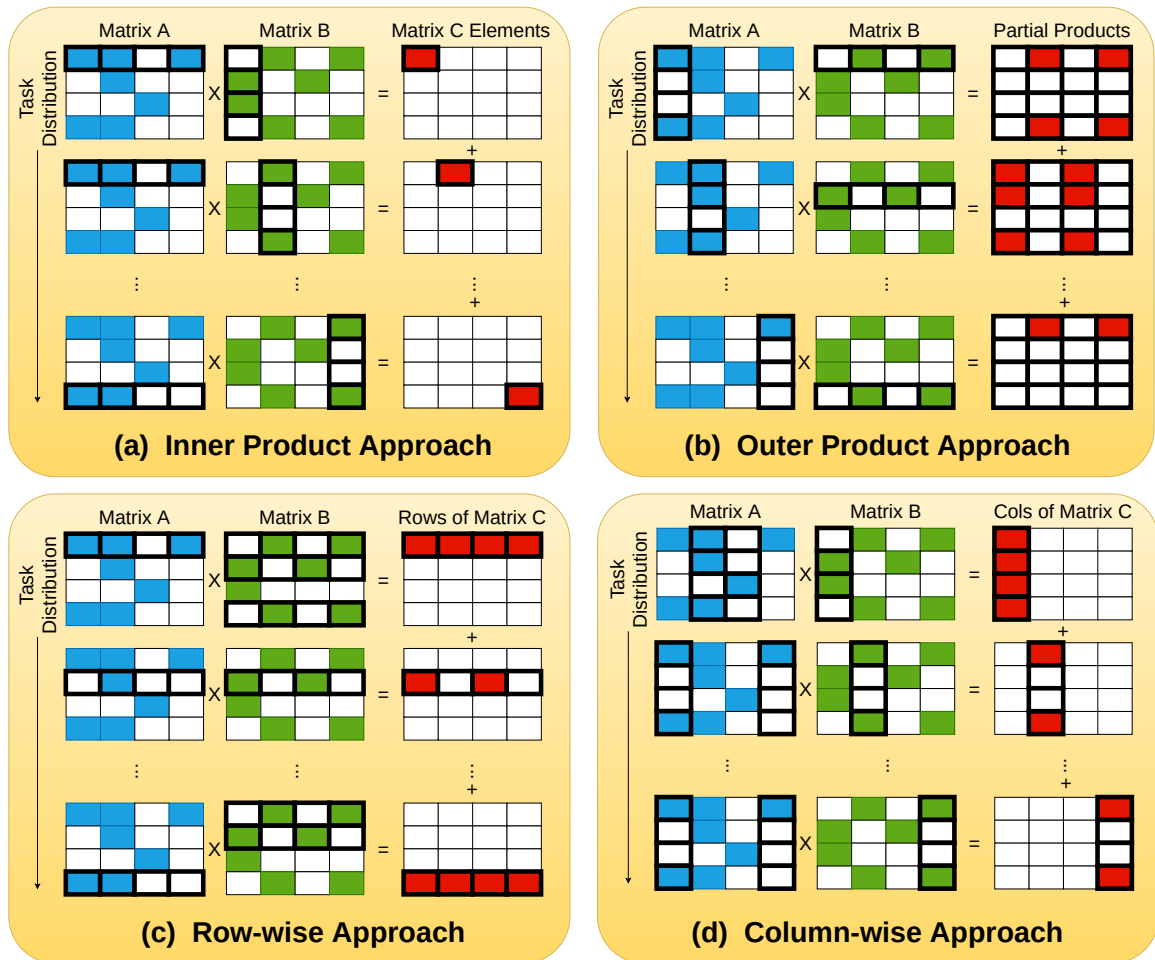 Matrix A Matrix B Matrix C Elements
Task
Distribution
X =
+
X =
⋮ ⋮ ⋮
+
X =
(a) Inner Product Approach
Matrix A Matrix B Partial Products
Task
Distribution
X =
+
X =
⋮ ⋮ ⋮
+
X =
(b) Outer Product Approach
Matrix A Matrix B Rows of Matrix C
Task
Distribution
X =
+
X =
⋮ ⋮ ⋮
+
X =
(c) Row-wise Approach
Matrix A Matrix B Cols of Matrix C
Task
Distribution
X =
+
X =
⋮ ⋮ ⋮
+
X =
(d) Column-wise Approach